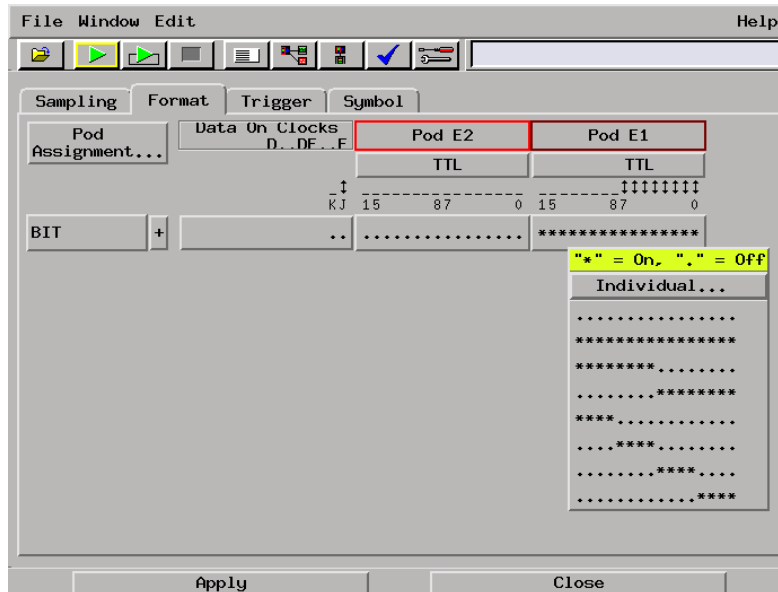 File Window Edit Help
Sampling Format Trigger Symbol
Pod Assignment...
Data On Clocks
D..DF..F
Pod E2 Pod E1
TTL TTL
KJ 15 87 0 15 87 0
BIT + .. ................ ****************
"*" = On, "." = Off
Individual...
................
****************
********........
........********
****............
....****........
........****....
............****
Apply Close